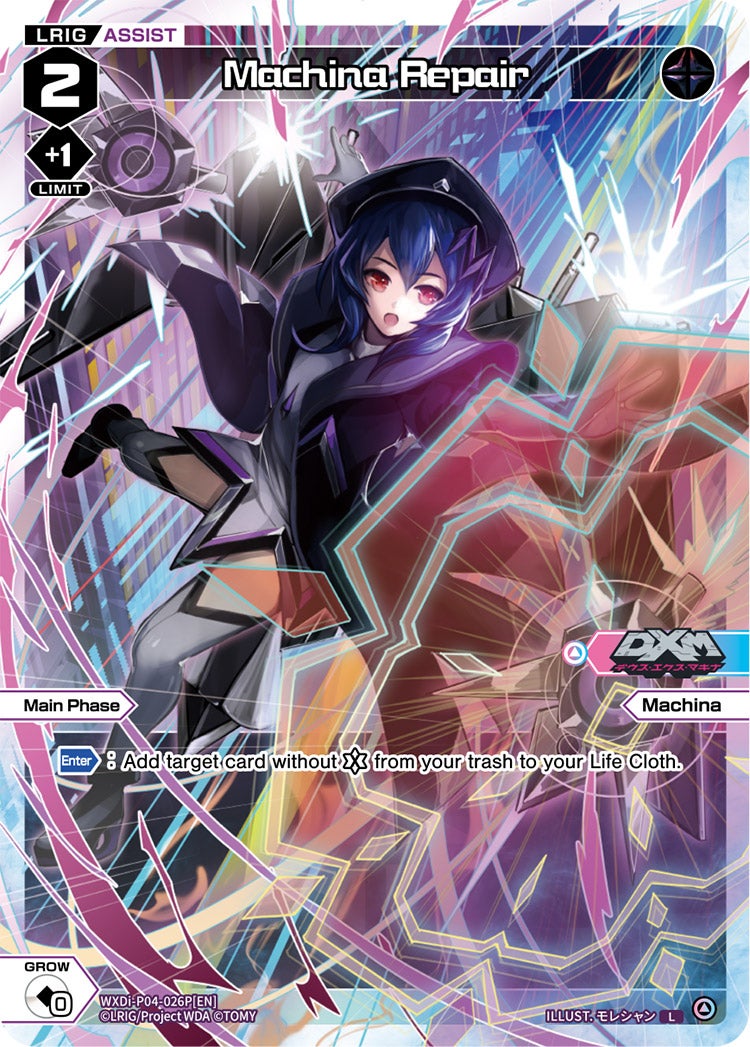 LRIG ASSIST
2
Machina Repair
+1
LIMIT
DXM
デウス・エクス・マキナ
Main Phase
Machina
Enter : Add target card without from your trash to your Life Cloth.
GROW
0
WXDi-P04-026P[EN]
©LRIG/Project WDA ©TOMY
ILLUST. モレシャン L